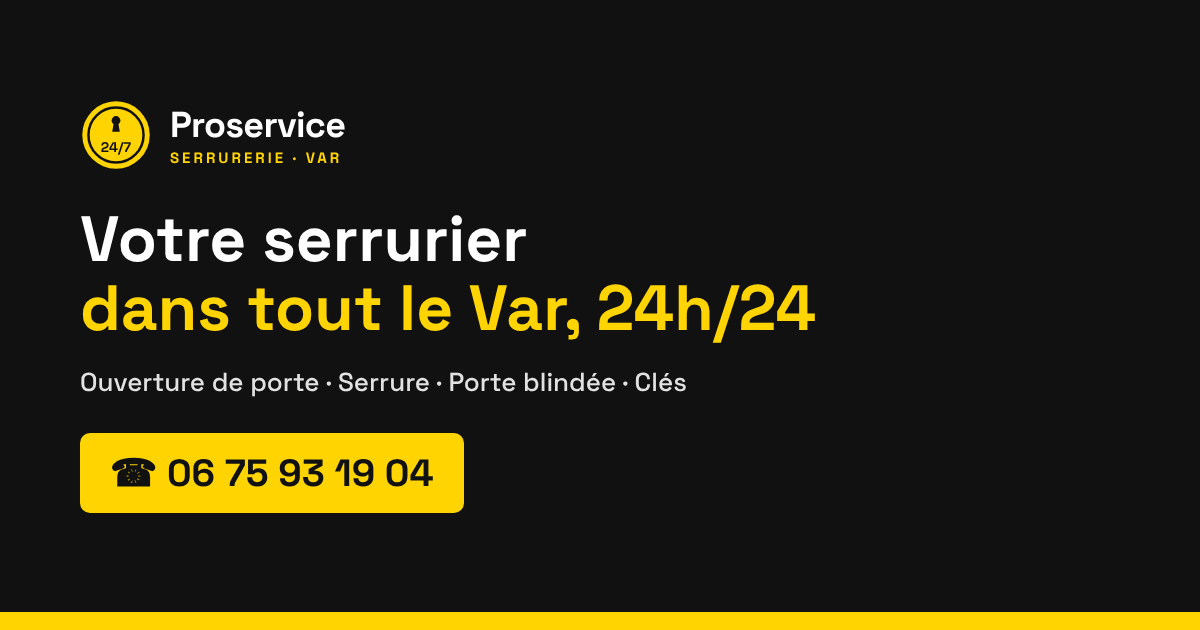 24/7
Proservice
SERRURERIE · VAR
Votre serrurier
dans tout le Var, 24h/24
Ouverture de porte · Serrure · Porte blindée · Clés
☎ 06 75 93 19 04